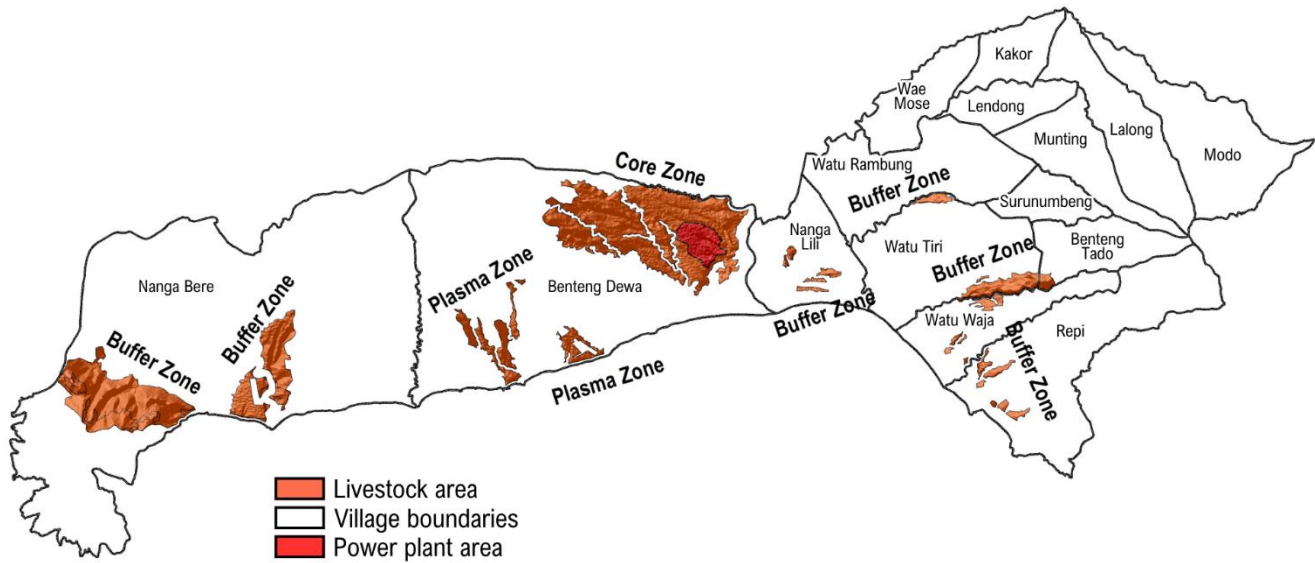 Kakor
Wae
Mose
Lendong
Munting
Lalong
Modo
Core Zone
Watu Rambung
Buffer Zone
Surunumbeng
Nanga
Lili
Watu Tiri
Benteng
Tado
Buffer Zone
Nanga Bere
Buffer Zone
Plasma Zone
Benteng Dewa
Buffer Zone
Watu Waja
Repi
Buffer Zone
Buffer Zone
Plasma Zone
Livestock area
Village boundaries
Power plant area